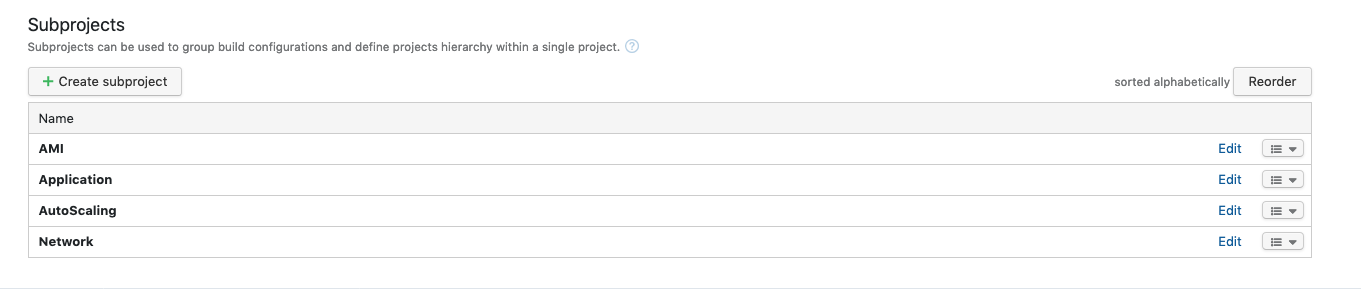 Subprojects
Subprojects can be used to group build configurations and define projects hierarchy within a single project. ?
+ Create subproject
sorted alphabetically Reorder
Name
AMI Edit
Application Edit
AutoScaling Edit
Network Edit